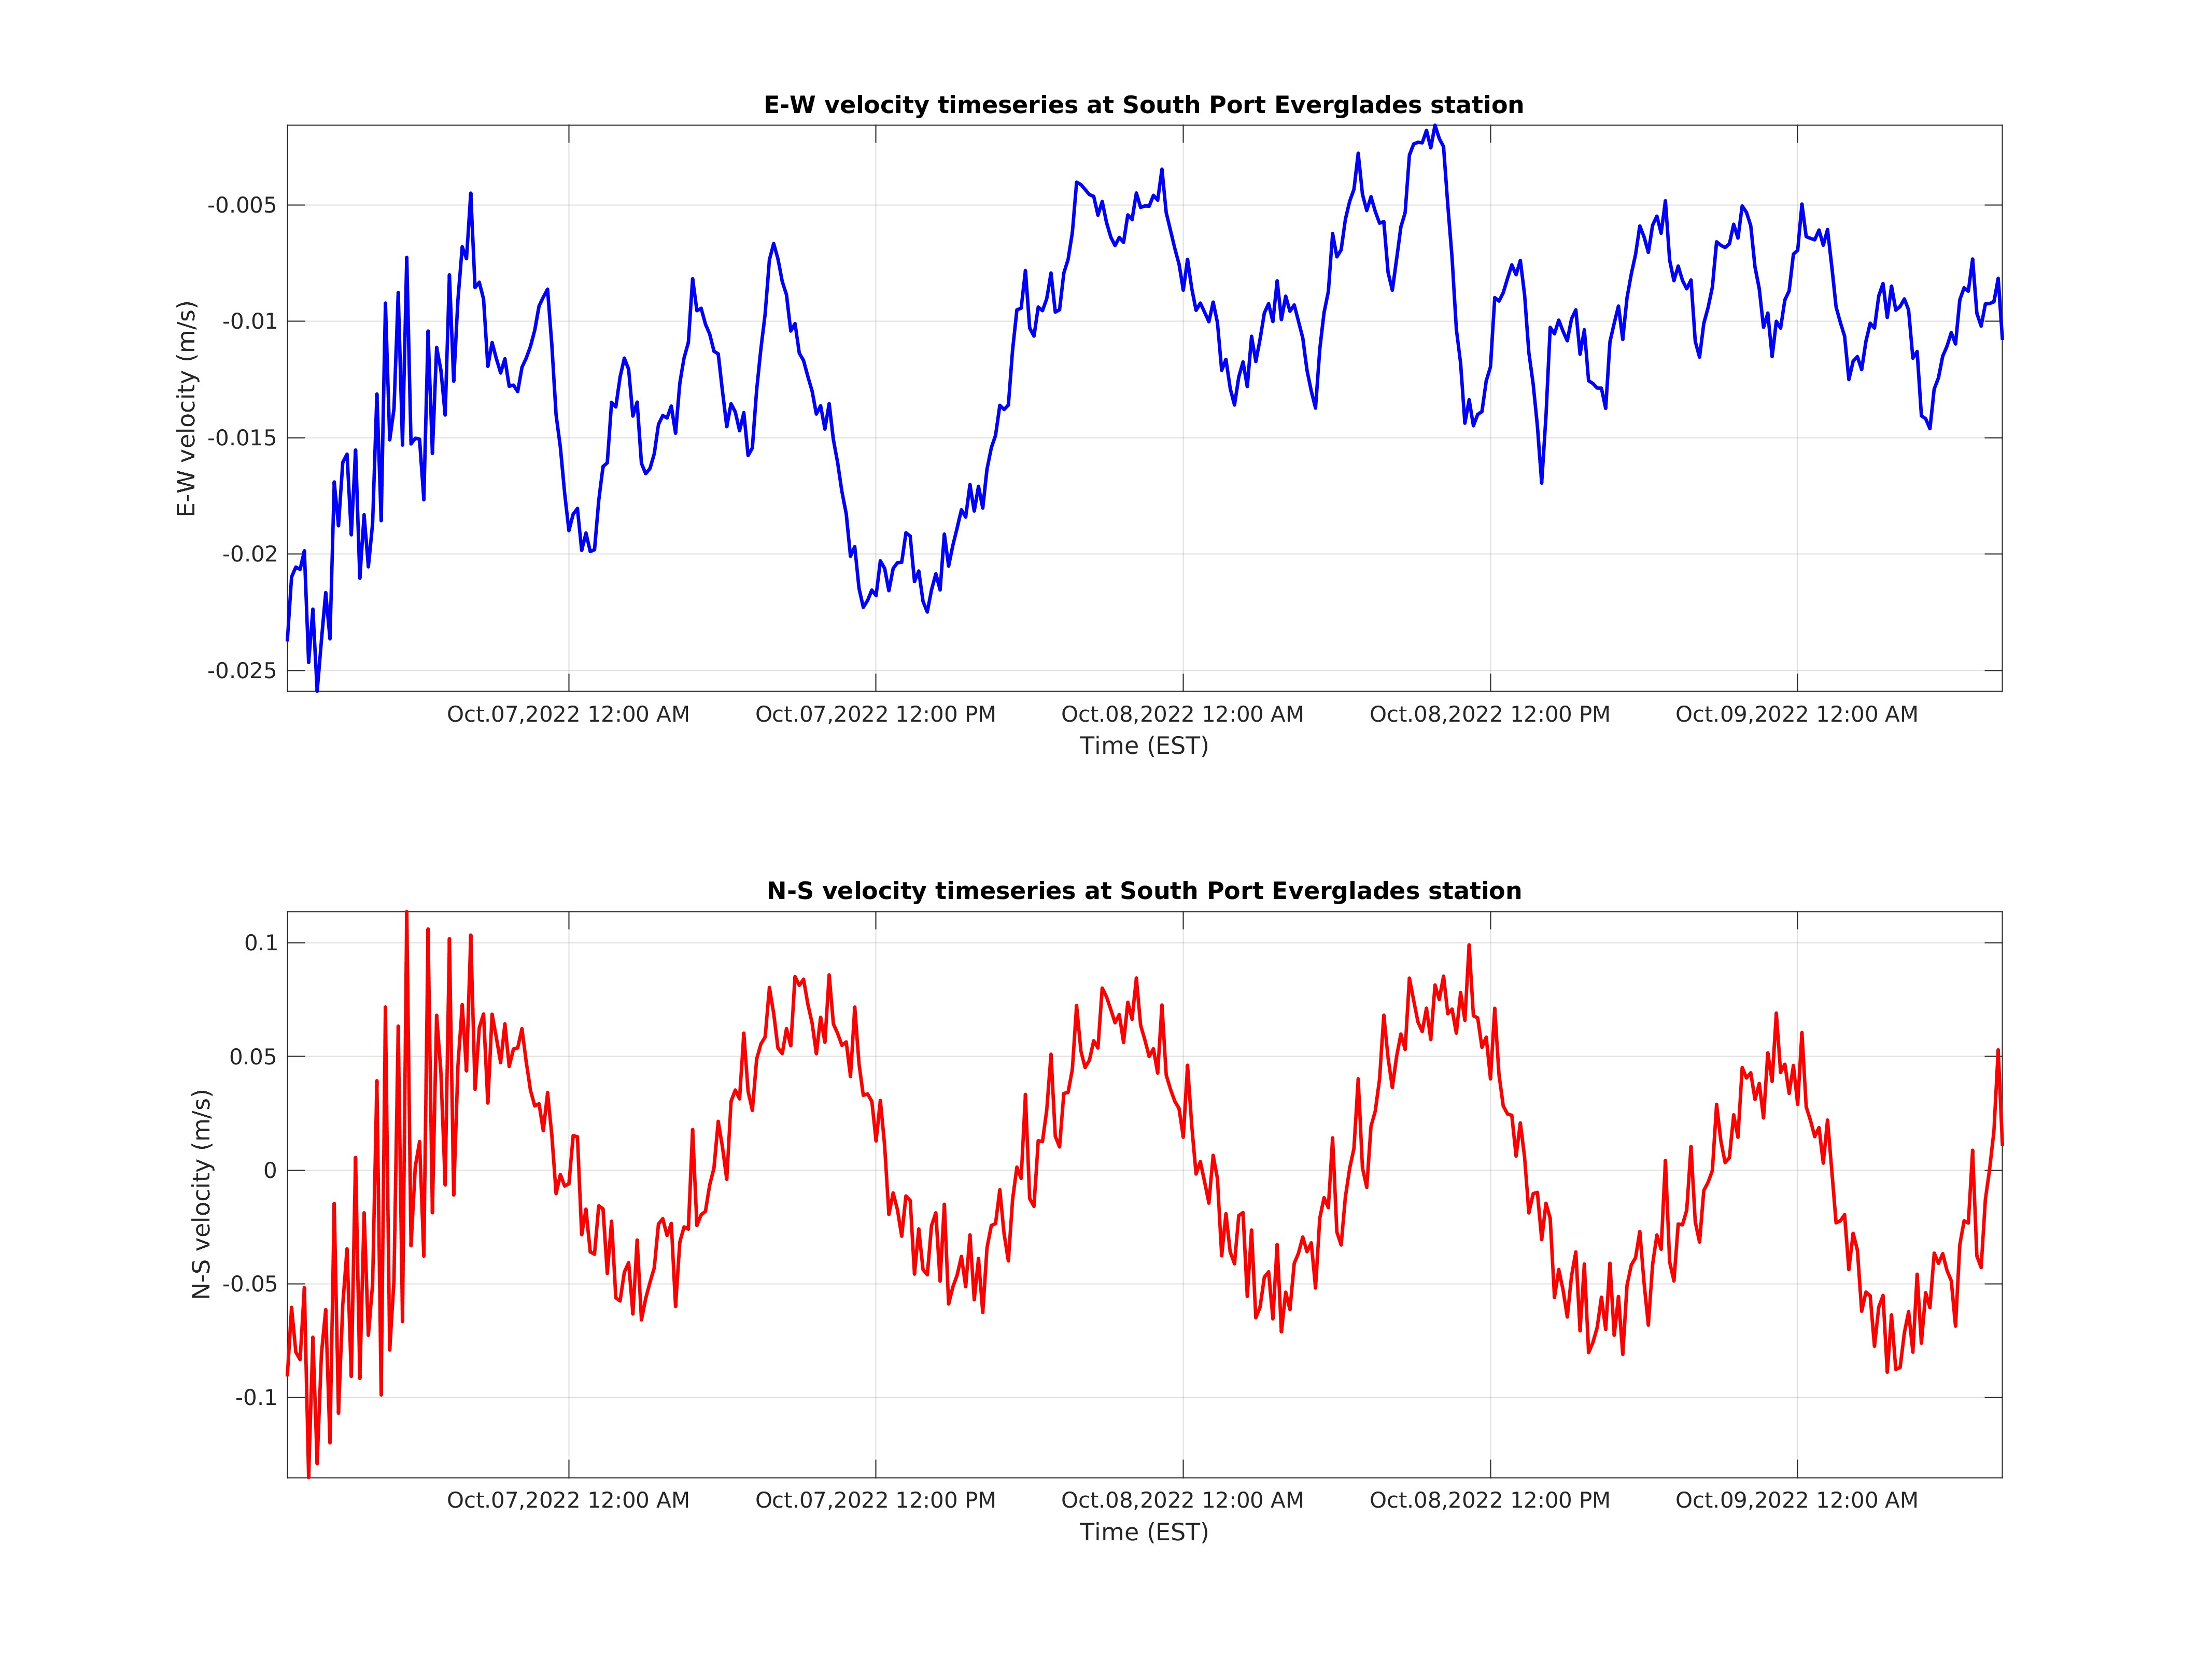 E-W velocity timeseries at South Port Everglades station
-0.005
-0.01
-0.015
-0.02
-0.025
E-W velocity (m/s)
Oct.07,2022 12:00 AM Oct.07,2022 12:00 PM Oct.08,2022 12:00 AM Oct.08,2022 12:00 PM Oct.09,2022 12:00 AM
Time (EST)
N-S velocity timeseries at South Port Everglades station
0.1
0.05
0
-0.05
-0.1
N-S velocity (m/s)
Oct.07,2022 12:00 AM Oct.07,2022 12:00 PM Oct.08,2022 12:00 AM Oct.08,2022 12:00 PM Oct.09,2022 12:00 AM
Time (EST)